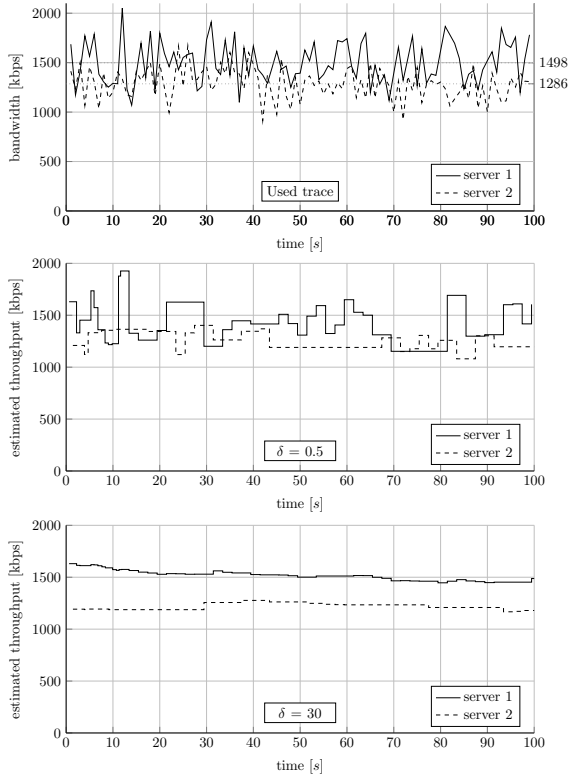 2000
1500
1000
500
0
bandwidth [kbps]
1498
1286
server 1
server 2
Used trace
0 10 20 30 40 50 60 70 80 90 100
time [s]
2000
1500
1000
500
0
estimated throughput [kbps]
server 1
server 2
δ = 0.5
0 10 20 30 40 50 60 70 80 90 100
time [s]
2000
1500
1000
500
0
estimated throughput [kbps]
server 1
server 2
δ = 30
0 10 20 30 40 50 60 70 80 90 100
time [s]